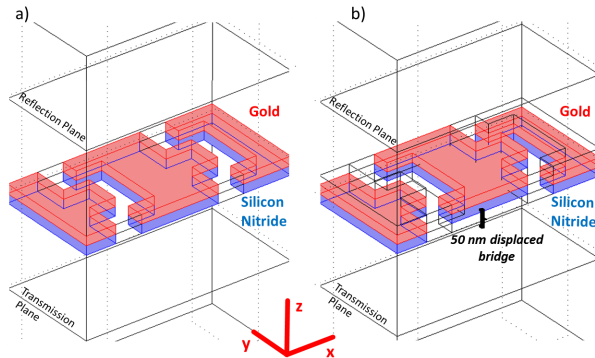 a)
Reflection Plane
Gold
Silicon
Nitride
Transmission
Plane
b)
Reflection Plane
Gold
Silicon
Nitride
50 nm displaced
bridge
Transmission
Plane
z
y
x